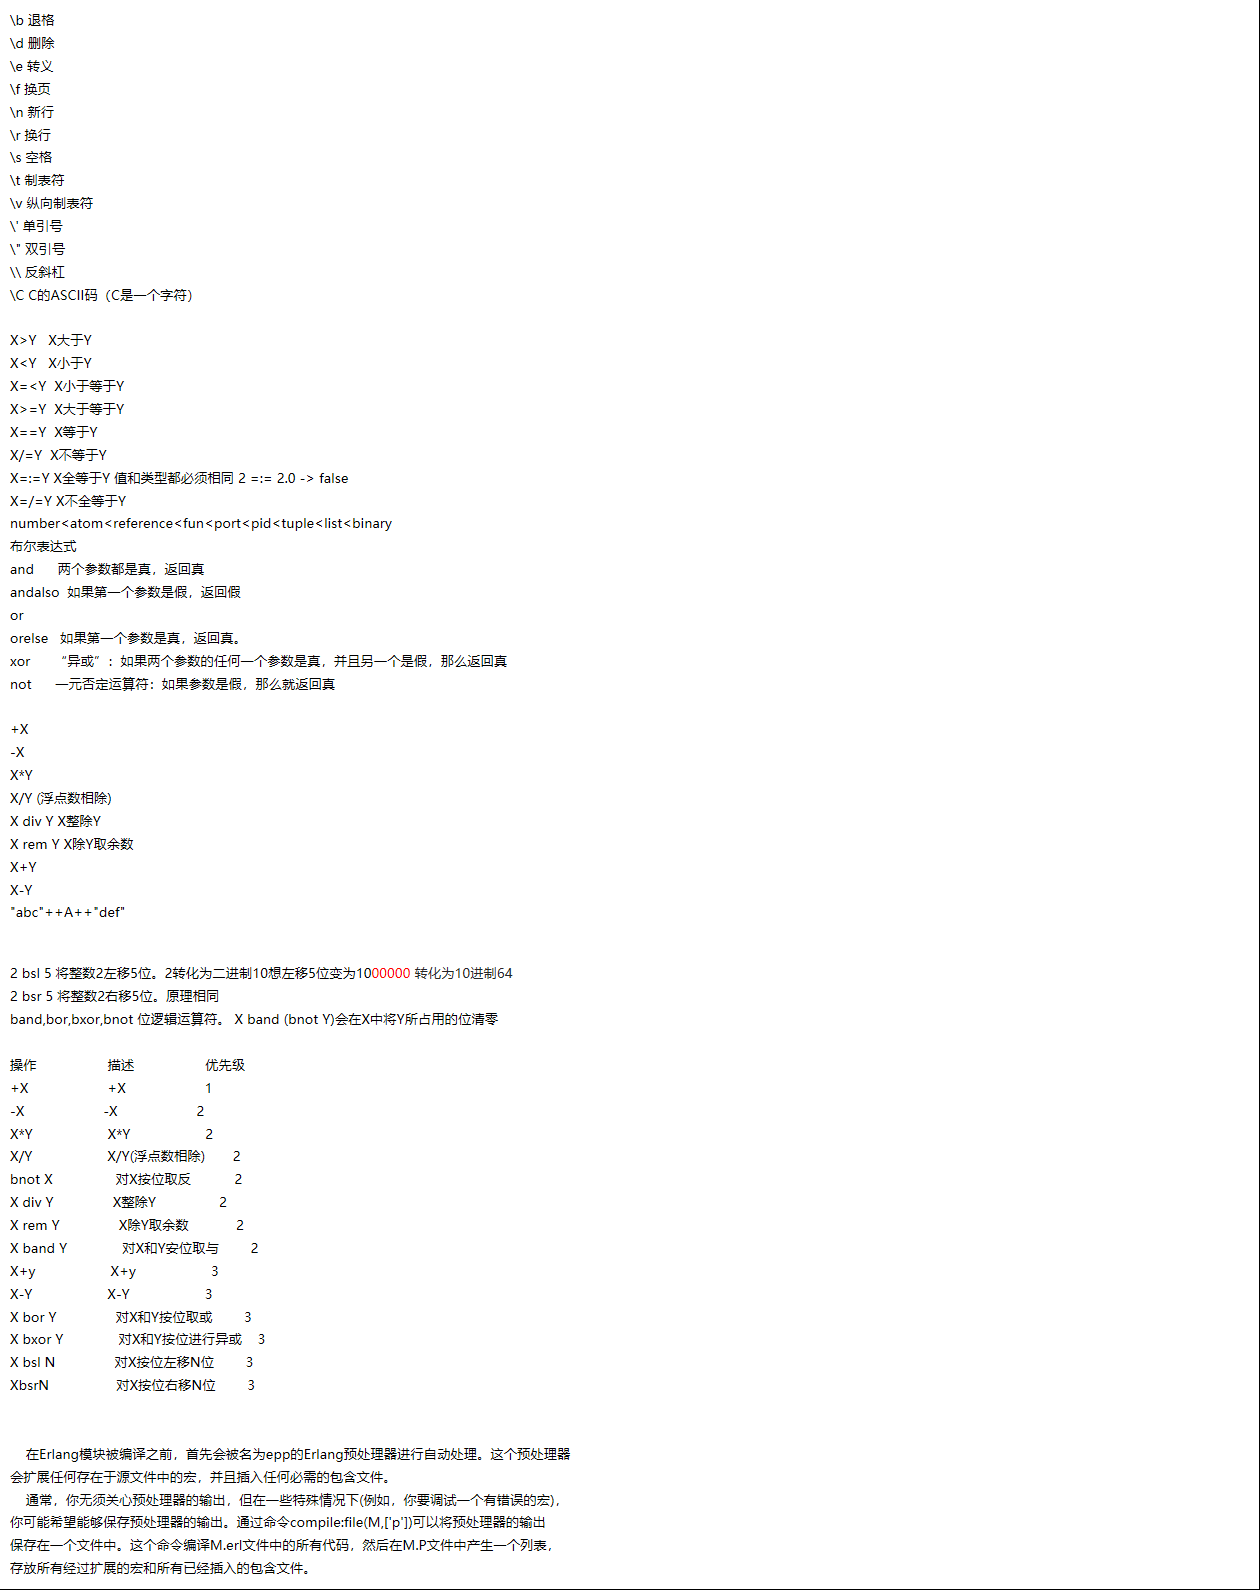 \b 退格
\d 删除
\e 转义
\f 换页
\n 新行
\r 换行
\s 空格
\t 制表符
\v 纵向制表符
\' 单引号
\" 双引号
\\ 反斜杠
\C C的ASCII码（C是一个字符）
X>Y X大于Y
X<Y X小于Y
X=<Y X小于等于Y
X>=Y X大于等于Y
X==Y X等于Y
X/=Y X不等于Y
X=:=Y X全等于Y 值和类型都必须相同 2 =:= 2.0 -> false
X=/=Y X不全等于Y
number<atom<reference<fun<port<pid<tuple<list<binary
布尔表达式
and 两个参数都是真，返回真
andalso 如果第一个参数是假，返回假
or
orelse 如果第一个参数是真，返回真。
xor “异或”：如果两个参数的任何一个参数是真，并且另一个是假，那么返回真
not 一元否定运算符：如果参数是假，那么就返回真
+X
-X
X*Y
X/Y (浮点数相除)
X div Y X整除Y
X rem Y X除Y取余数
X+Y
X-Y
"abc"++A++"def"
2 bsl 5 将整数2左移5位。2转化为二进制10想左移5位变为1000000 转化为10进制64
2 bsr 5 将整数2右移5位。原理相同
band,bor,bxor,bnot 位逻辑运算符。 X band (bnot Y)会在X中将Y所占用的位清零
操作 描述 优先级
+X +X 1
-X -X 2
X*Y X*Y 2
X/Y X/Y(浮点数相除) 2
bnot X 对X按位取反 2
X div Y X整除Y 2
X rem Y X除Y取余数 2
X band Y 对X和Y安位取与 2
X+y X+y 3
X-Y X-Y 3
X bor Y 对X和Y按位取或 3
X bxor Y 对X和Y按位进行异或 3
X bsl N 对X按位左移N位 3
XbsrN 对X按位右移N位 3
在Erlang模块被编译之前，首先会被名为epp的Erlang预处理器进行自动处理。这个预处理器
会扩展任何存在于源文件中的宏，并且插入任何必需的包含文件。
通常，你无须关心预处理器的输出，但在一些特殊情况下(例如，你要调试一个有错误的宏)，
你可能希望能够保存预处理器的输出。通过命令compile:file(M,['p'])可以将预处理器的输出
保存在一个文件中。这个命令编译M.erl文件中的所有代码，然后在M.P文件中产生一个列表，
存放所有经过扩展的宏和所有已经插入的包含文件。